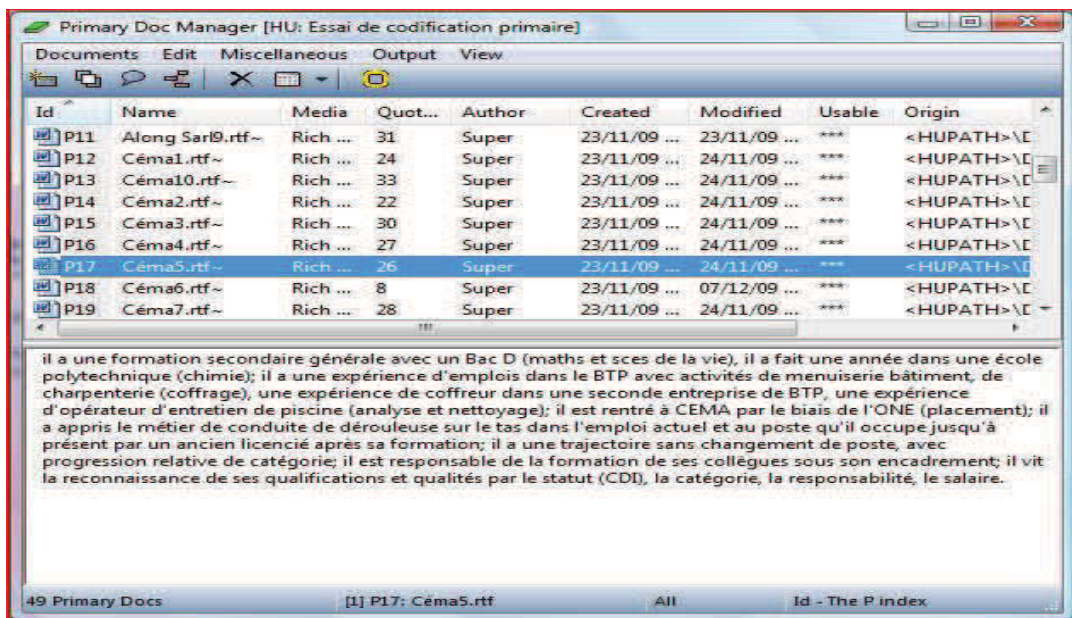 Primary Doc Manager [HU: Essai de codification primaire]
Documents Edit Miscellaneous Output View
Id Name Media Quot... Author Created Modified Usable Origin
P11 Along Sarl9.rtf~ Rich ... 31 Super 23/11/09 ... 23/11/09 ... *** <HUPATH>\D
P12 Céma1.rtf~ Rich ... 24 Super 23/11/09 ... 24/11/09 ... *** <HUPATH>\D
P13 Céma10.rtf~ Rich ... 33 Super 23/11/09 ... 24/11/09 ... *** <HUPATH>\D
P14 Céma2.rtf~ Rich ... 22 Super 23/11/09 ... 24/11/09 ... *** <HUPATH>\D
P15 Céma3.rtf~ Rich ... 30 Super 23/11/09 ... 24/11/09 ... *** <HUPATH>\D
P16 Céma4.rtf~ Rich ... 27 Super 23/11/09 ... 24/11/09 ... *** <HUPATH>\D
P17 Céma5.rtf~ Rich ... 26 Super 23/11/09 ... 24/11/09 ... *** <HUPATH>\D
P18 Céma6.rtf~ Rich ... 8 Super 23/11/09 ... 07/12/09 ... *** <HUPATH>\D
P19 Céma7.rtf~ Rich ... 28 Super 23/11/09 ... 24/11/09 ... *** <HUPATH>\D
il a une formation secondaire générale avec un Bac D (maths et sces de la vie), il a fait une année dans une école
polytechnique (chimie); il a une expérience d'emplois dans le BTP avec activités de menuiserie bâtiment, de
charpenterie (coffrage), une expérience de coffreur dans une seconde entreprise de BTP, une expérience
d'opérateur d'entretien de piscine (analyse et nettoyage); il est rentré à CEMA par le biais de l'ONE (placement); il
a appris le métier de conduite de dérouleuse sur le tas dans l'emploi actuel et au poste qu'il occupe jusqu'à
présent par un ancien licencié après sa formation; il a une trajectoire sans changement de poste, avec
progression relative de catégorie; il est responsable de la formation de ses collègues sous son encadrement; il vit
la reconnaissance de ses qualifications et qualités par le statut (CDI), la catégorie, la responsabilité, le salaire.
49 Primary Docs [1] P17: Céma5.rtf All Id - The P index